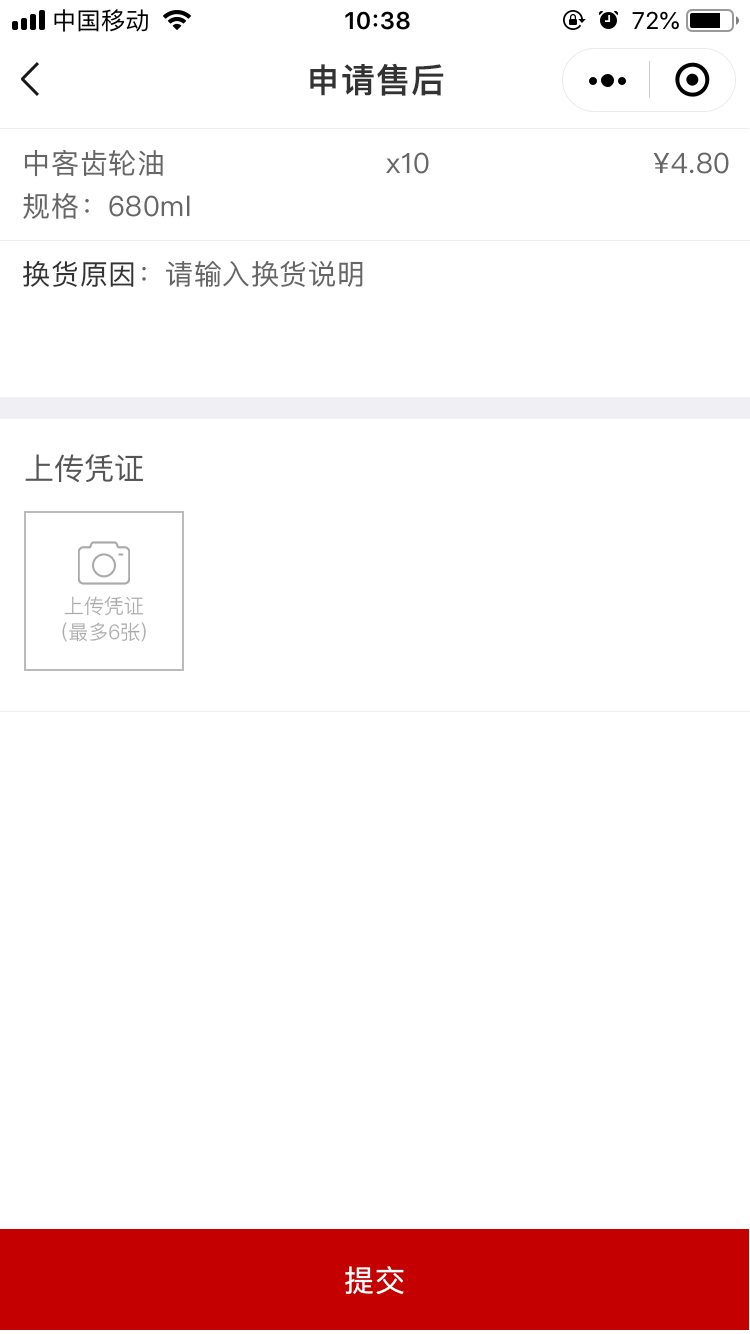 中国移动 10:38 72%
申请售后
中客齿轮油 x10 ¥4.80
规格：680ml
换货原因：请输入换货说明
上传凭证
上传凭证
(最多6张)
提交